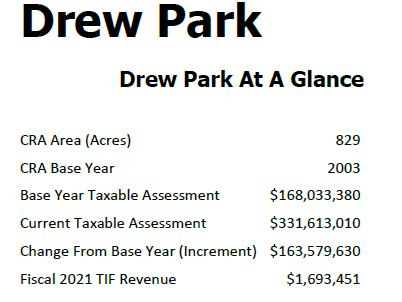 Drew Park
Drew Park At A Glance
CRA Area (Acres) 829
CRA Base Year 2003
Base Year Taxable Assessment $168,033,380
Current Taxable Assessment $331,613,010
Change From Base Year (Increment) $163,579,630
Fiscal 2021 TIF Revenue $1,693,451